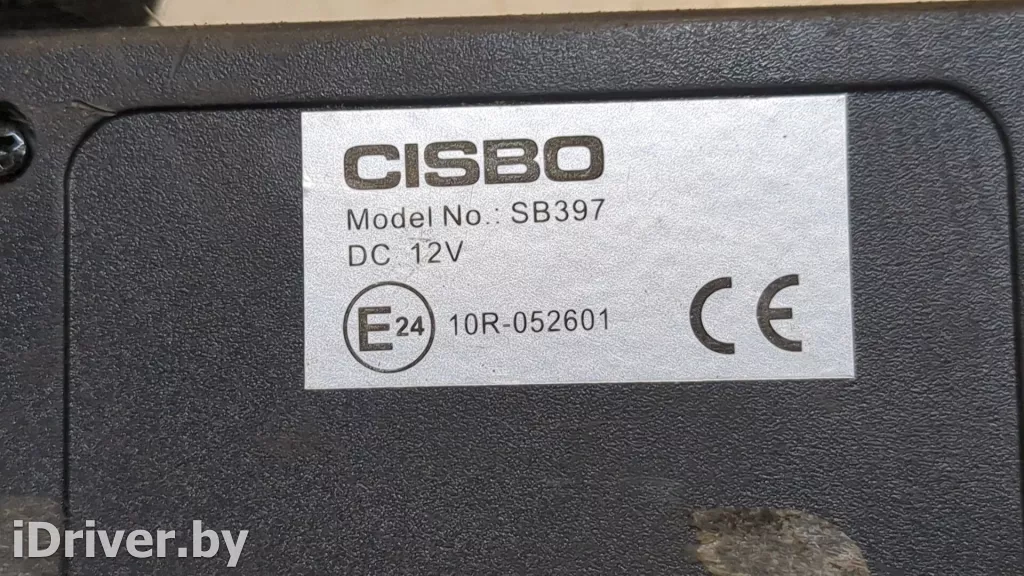 CISBO
Model No.: SB397
DC 12V
E24 10R-052601 CE
iDriver.by